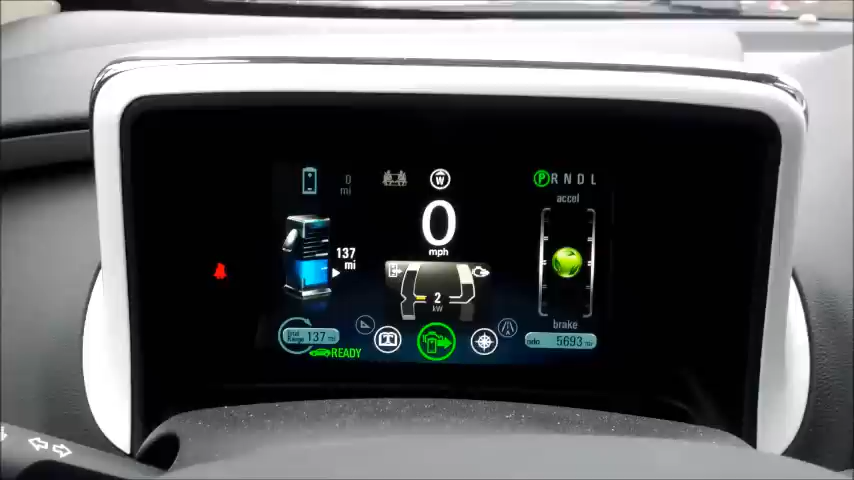 0
mi
W
P R N D L
accel
0
mph
137
mi
2
kW
brake
Total
Range 137 mi
READY
odo 5693 mi